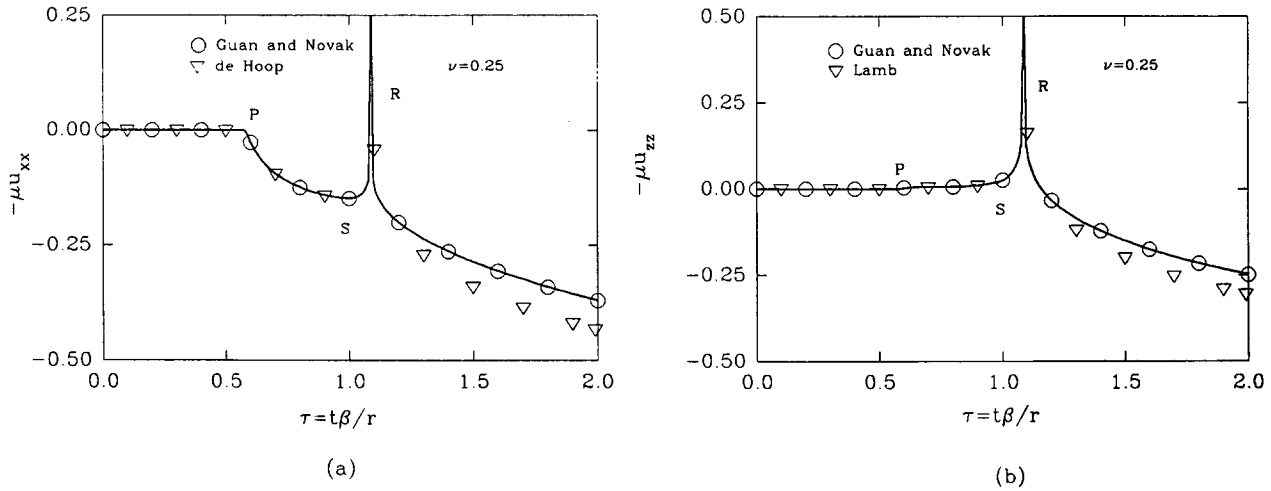 0.25
Guan and Novak
de Hoop
ν=0.25
P
R
0.00
−μu_xx
S
−0.25
−0.50
0.0 0.5 1.0 1.5 2.0
τ=tβ/r
(a)
0.50
Guan and Novak
Lamb
ν=0.25
R
0.25
P
0.00
−μu_zz
S
−0.25
−0.50
0.0 0.5 1.0 1.5 2.0
τ=tβ/r
(b)